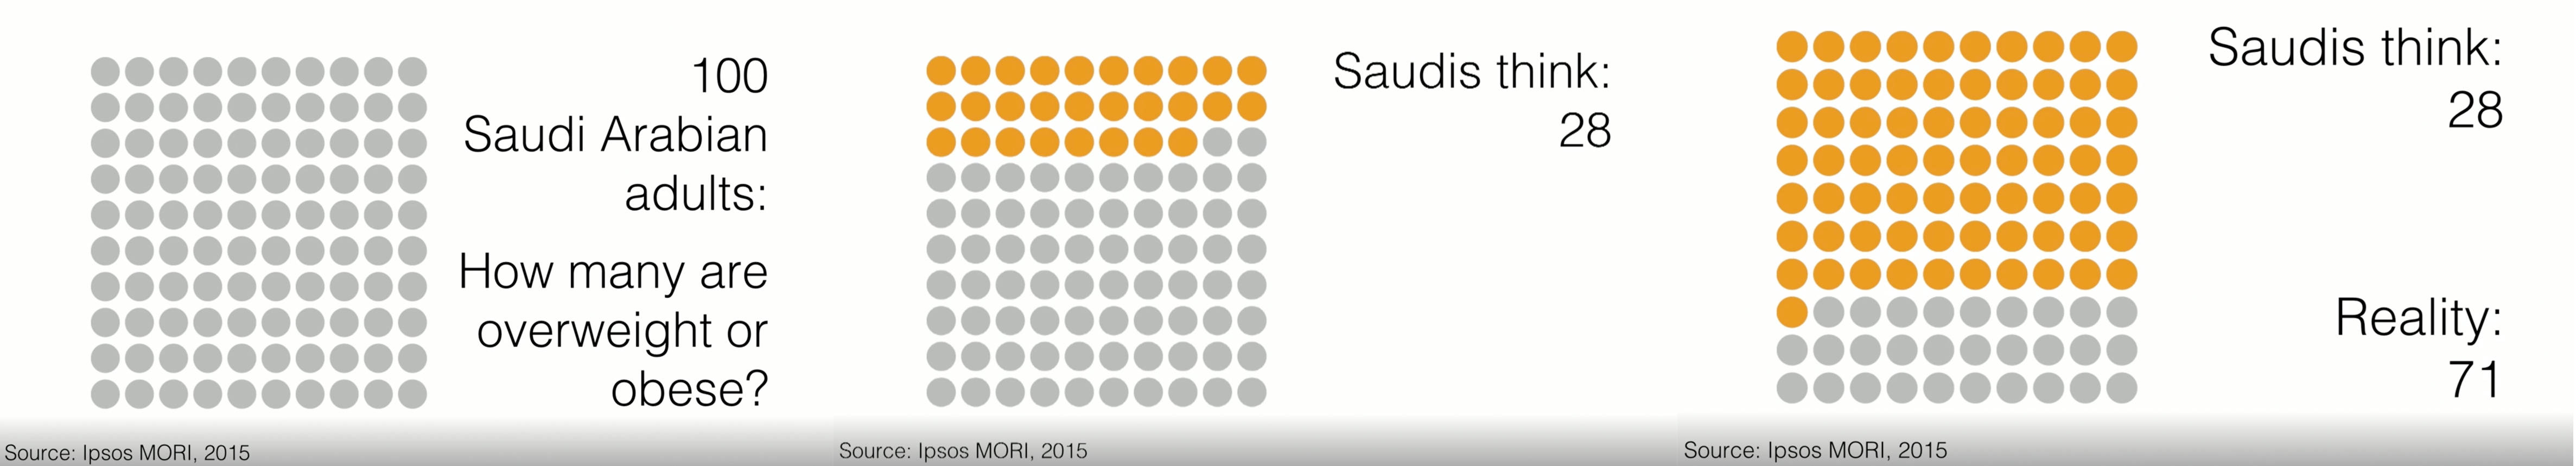 100
Saudi Arabian
adults:
How many are
overweight or
obese?
Source: Ipsos MORI, 2015
Saudis think:
28
Source: Ipsos MORI, 2015
Saudis think:
28
Reality:
71
Source: Ipsos MORI, 2015